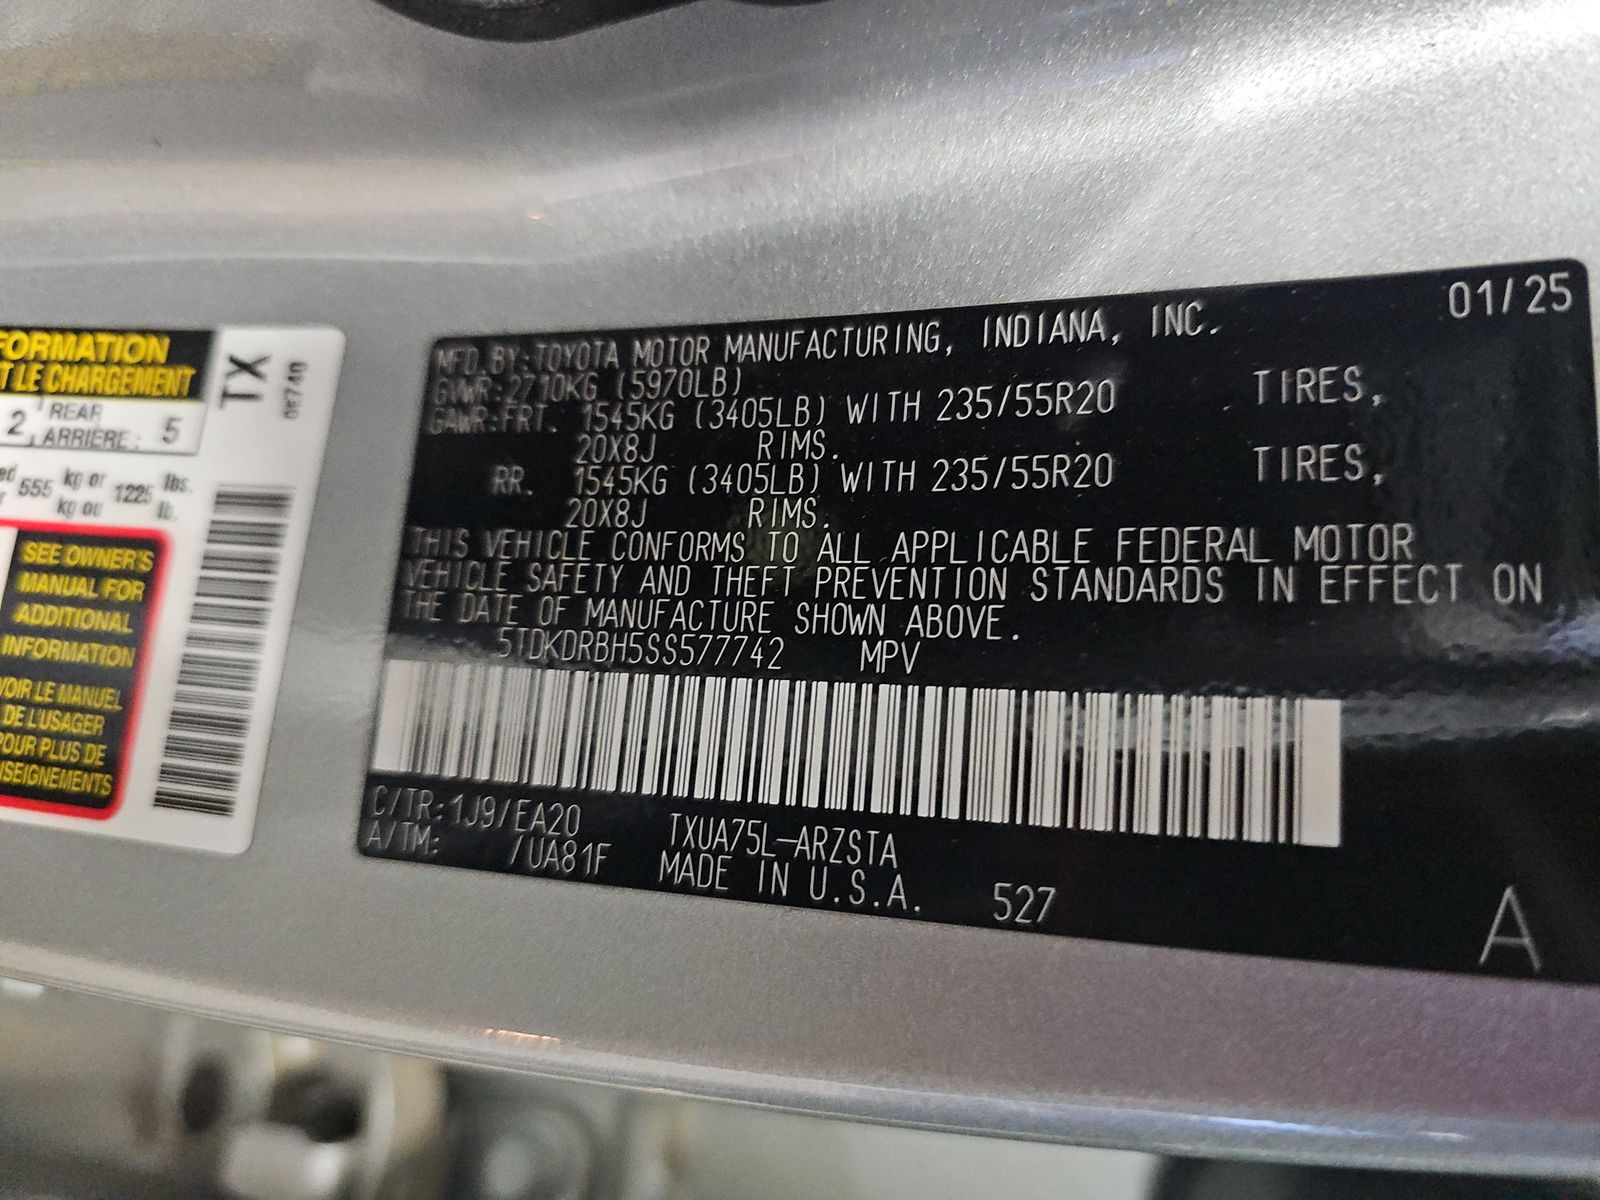 FORMATION
ET LE CHARGEMENT
2 REAR
ARRIÈRE: 5
555 kg or 1225 lbs.
kg ou lb.
SEE OWNER'S
MANUAL FOR
ADDITIONAL
INFORMATION
VOIR LE MANUEL
DE L'USAGER
POUR PLUS DE
NSEIGNEMENTS
TX
08740
01/25
MFD.BY:TOYOTA MOTOR MANUFACTURING, INDIANA, INC.
GVWR:2710KG (5970LB)
GAWR:FRT. 1545KG (3405LB) WITH 235/55R20 TIRES,
20X8J RIMS.
RR. 1545KG (3405LB) WITH 235/55R20 TIRES,
20X8J RIMS.
THIS VEHICLE CONFORMS TO ALL APPLICABLE FEDERAL MOTOR
VEHICLE SAFETY AND THEFT PREVENTION STANDARDS IN EFFECT ON
THE DATE OF MANUFACTURE SHOWN ABOVE.
5TDKDRBH5SS577742 MPV
C/TR:1J9/EA20 TXUA75L-ARZSTA
A/TM: /UA81F MADE IN U.S.A. 527
A